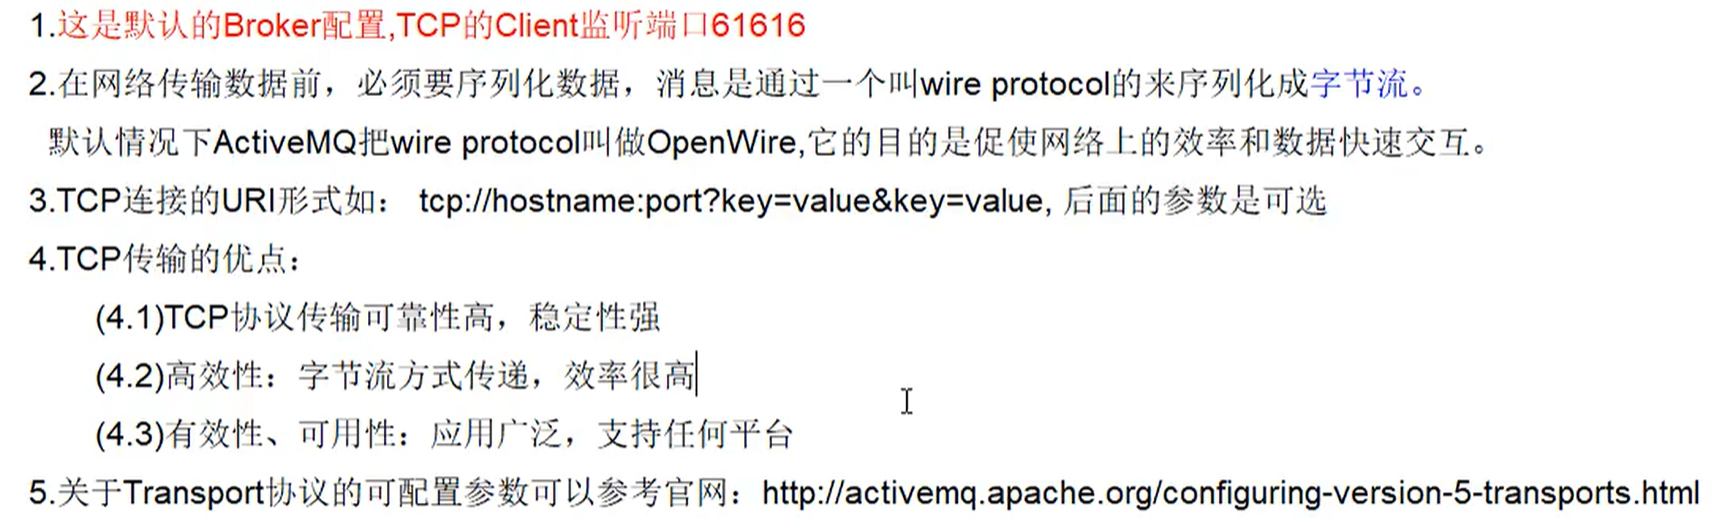 1.这是默认的Broker配置,TCP的Client监听端口61616
2.在网络传输数据前，必须要序列化数据，消息是通过一个叫wire protocol的来序列化成字节流。
默认情况下ActiveMQ把wire protocol叫做OpenWire,它的目的是促使网络上的效率和数据快速交互。
3.TCP连接的URI形式如： tcp://hostname:port?key=value&key=value, 后面的参数是可选
4.TCP传输的优点：
(4.1)TCP协议传输可靠性高，稳定性强
(4.2)高效性：字节流方式传递，效率很高
(4.3)有效性、可用性：应用广泛，支持任何平台
5.关于Transport协议的可配置参数可以参考官网：http://activemq.apache.org/configuring-version-5-transports.html